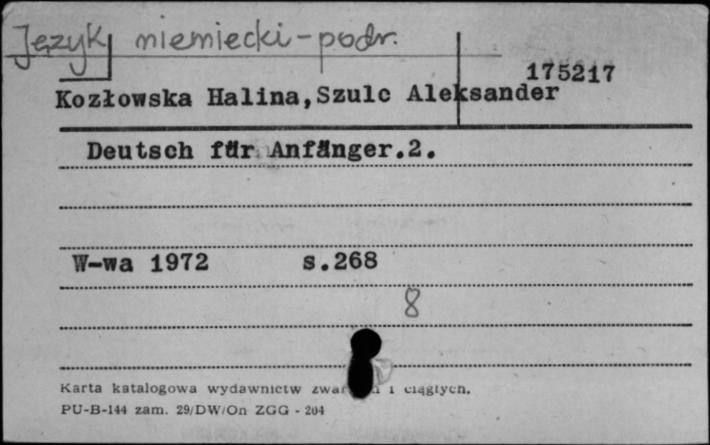 Język niemiecki - podr.
175217
Kozłowska Halina, Szulc Aleksander
Deutsch für Anfänger.2.
W-wa 1972 s.268
8
Karta katalogowa wydawnictw i ciągłych.
PU-B-144 zam. 29/DW/On ZGG - 204